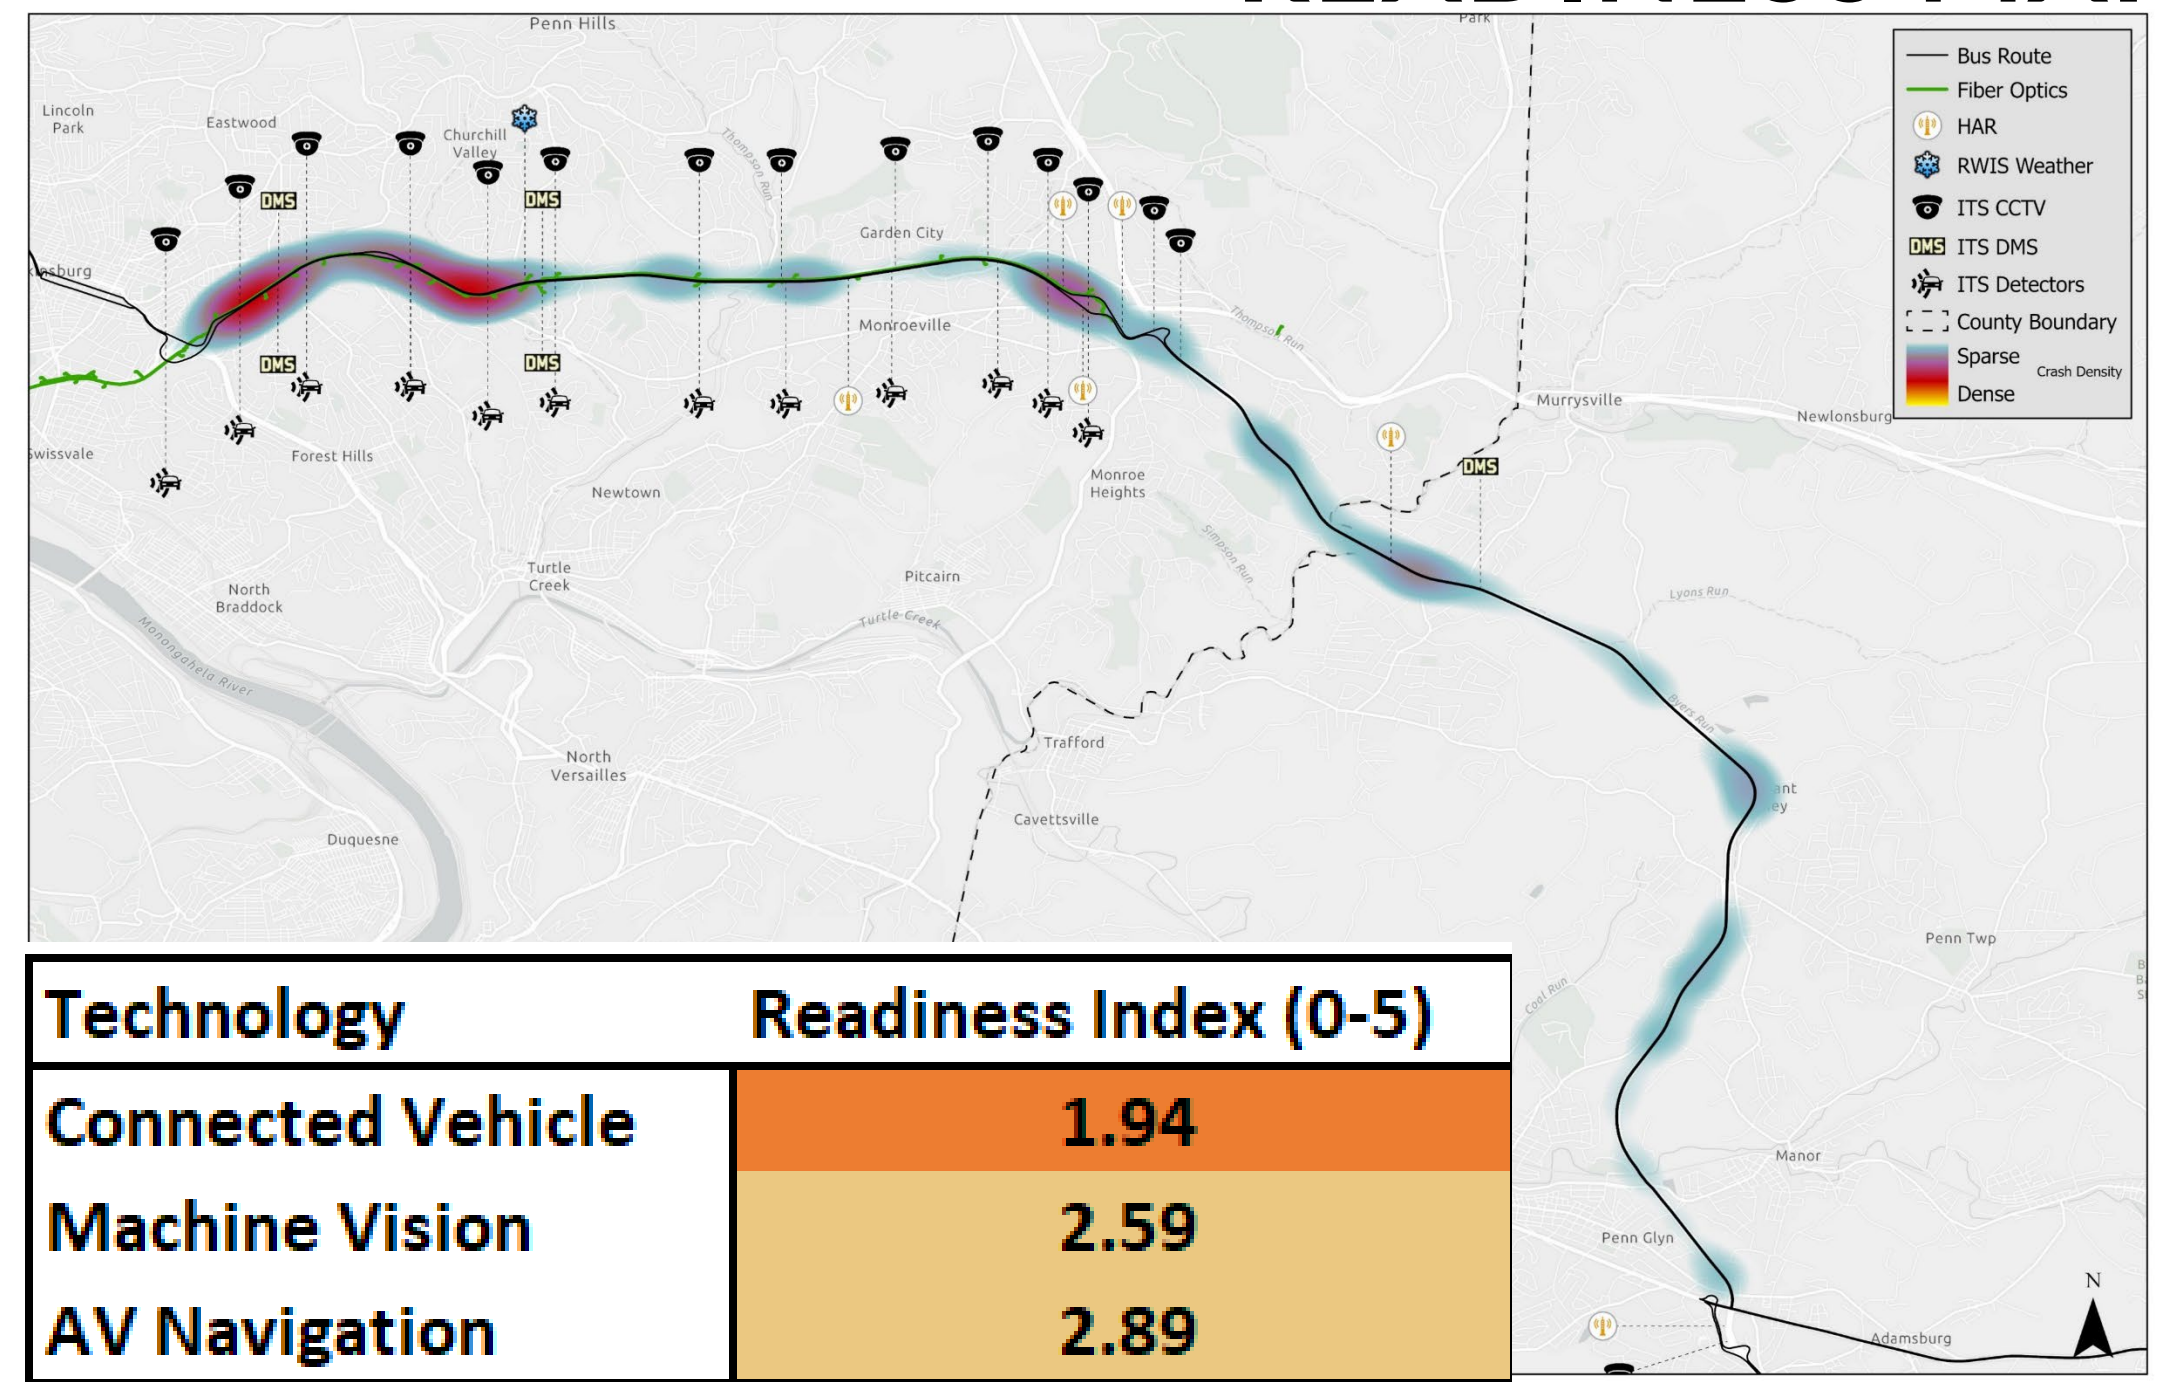 Penn Hills
Park
Lincoln
Park
Eastwood
Churchill
Valley
Thompson Run
DMS
DMS
Garden City
Monroeville
Thompson Run
DMS
DMS
Forest Hills
Newtown
Monroe
Heights
Murrysville
Newlonsburg
DMS
Simpson Run
Turtle
Creek
North
Braddock
Monongahela River
Pitcairn
Turtle Creek
Lyons Run
Byers Run
North
Versailles
Trafford
Cavettsville
Duquesne
Penn Twp
Coal Run
Manor
Penn Glyn
Adamsburg
N
Bus Route
Fiber Optics
HAR
RWIS Weather
ITS CCTV
DMS ITS DMS
ITS Detectors
County Boundary
Sparse
Crash Density
Dense
Technology Readiness Index (0-5)
Connected Vehicle 1.94
Machine Vision 2.59
AV Navigation 2.89